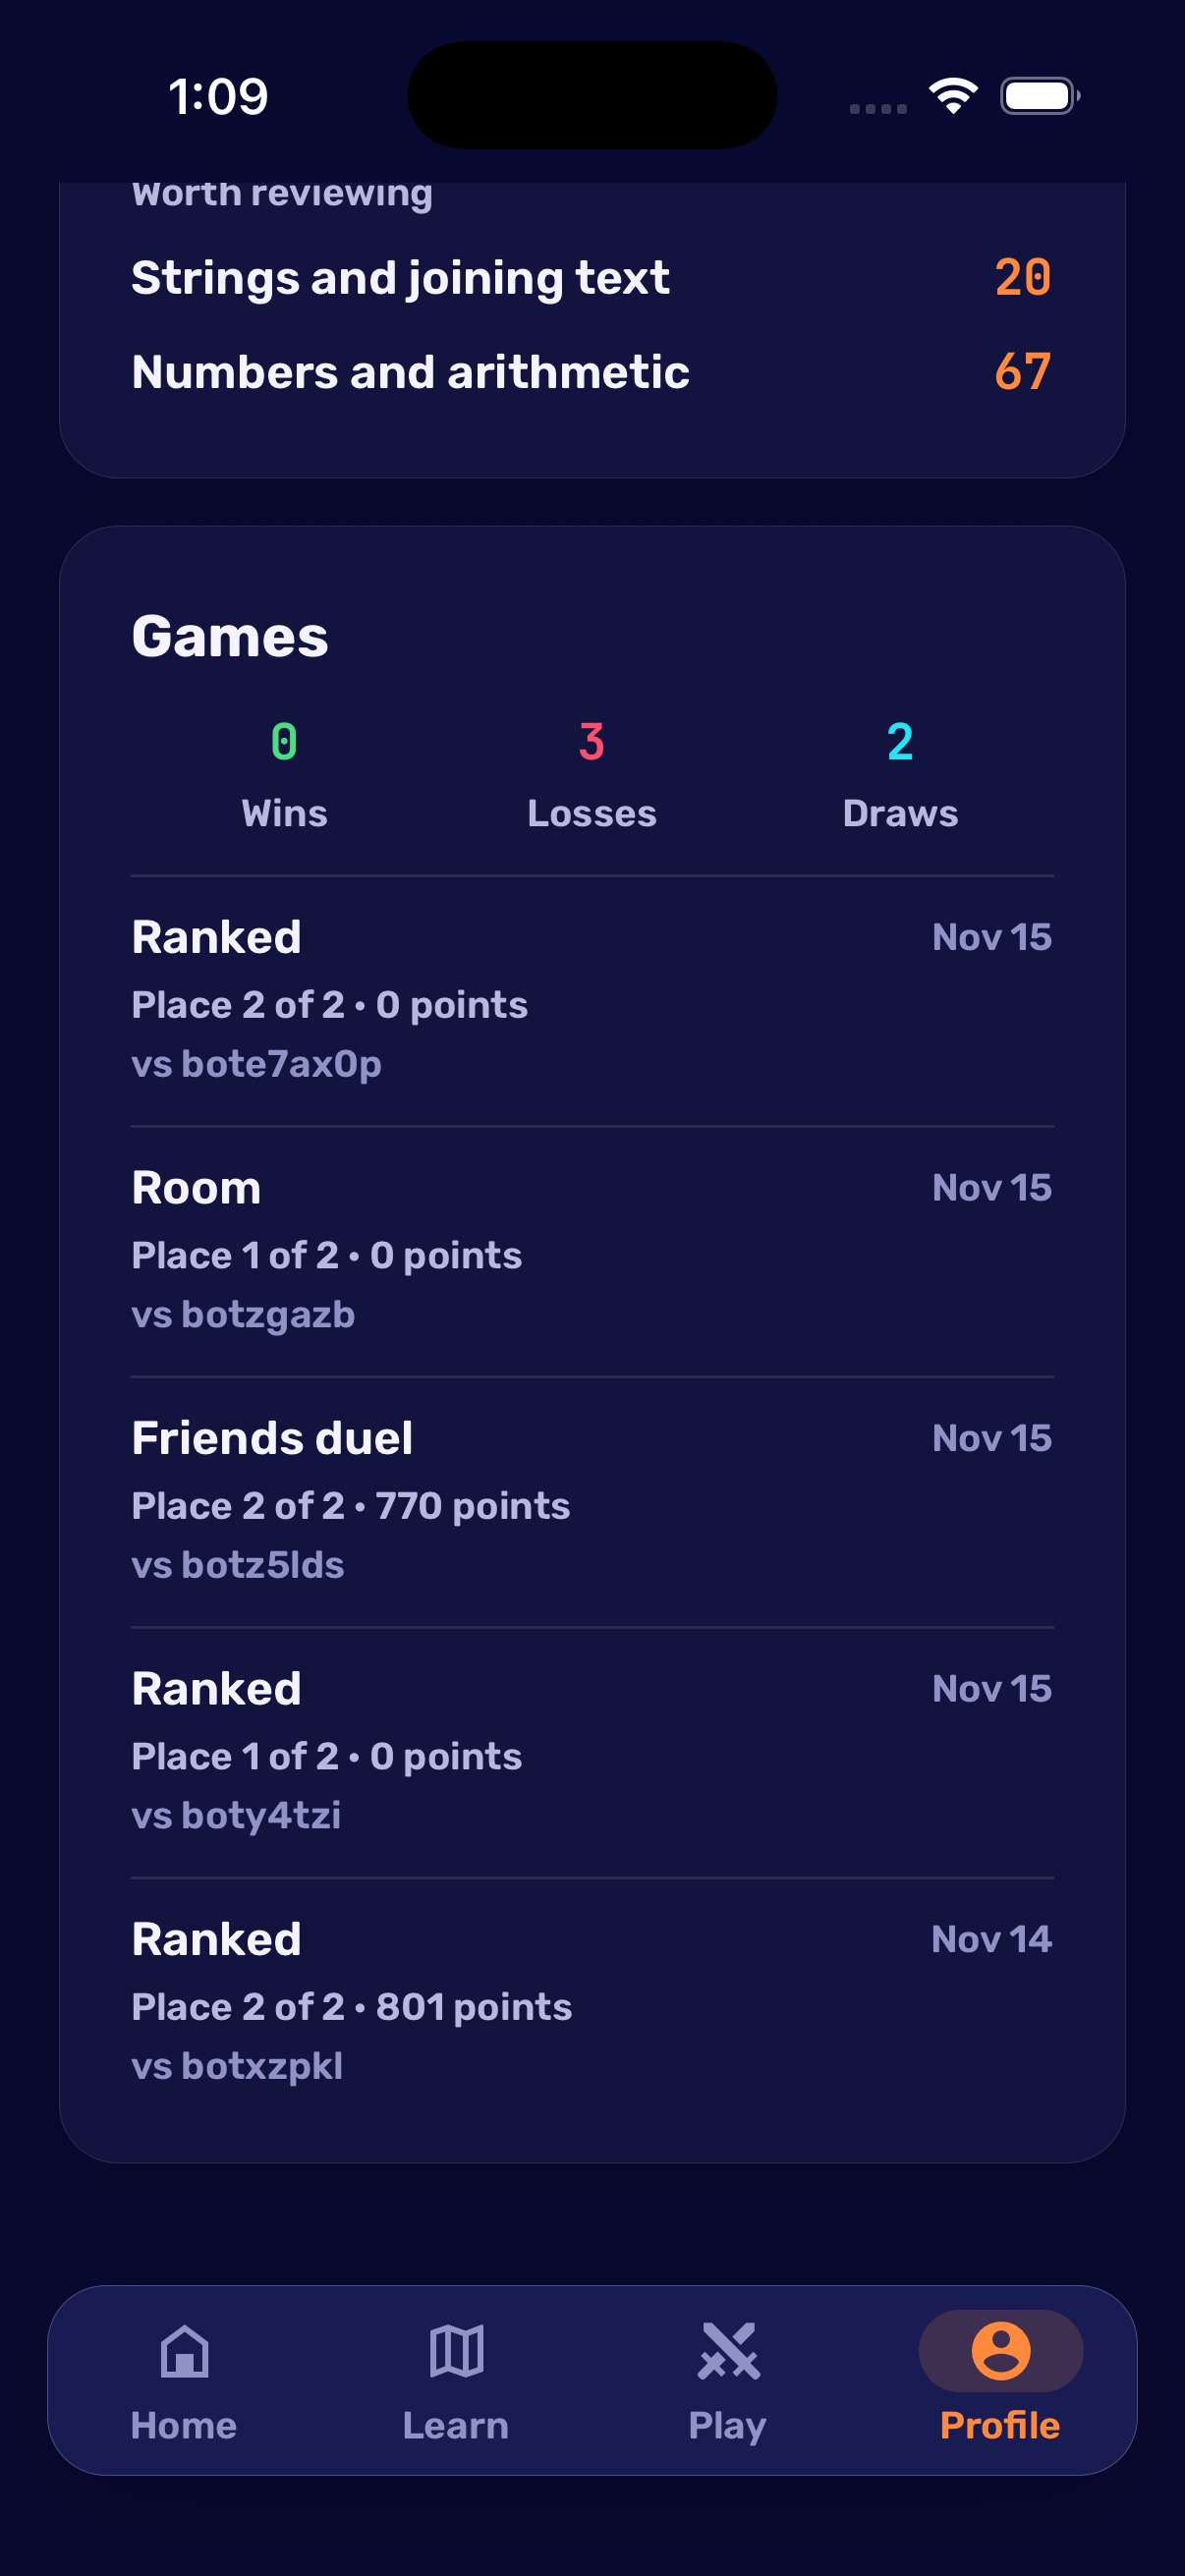 1:09
Worth reviewing
Strings and joining text 20
Numbers and arithmetic 67
Games
0 3 2
Wins Losses Draws
Ranked Nov 15
Place 2 of 2 • 0 points
vs bote7ax0p
Room Nov 15
Place 1 of 2 • 0 points
vs botzgazb
Friends duel Nov 15
Place 2 of 2 • 770 points
vs botz5lds
Ranked Nov 15
Place 1 of 2 • 0 points
vs boty4tzi
Ranked Nov 14
Place 2 of 2 • 801 points
vs botxzpkl
Home Learn Play Profile